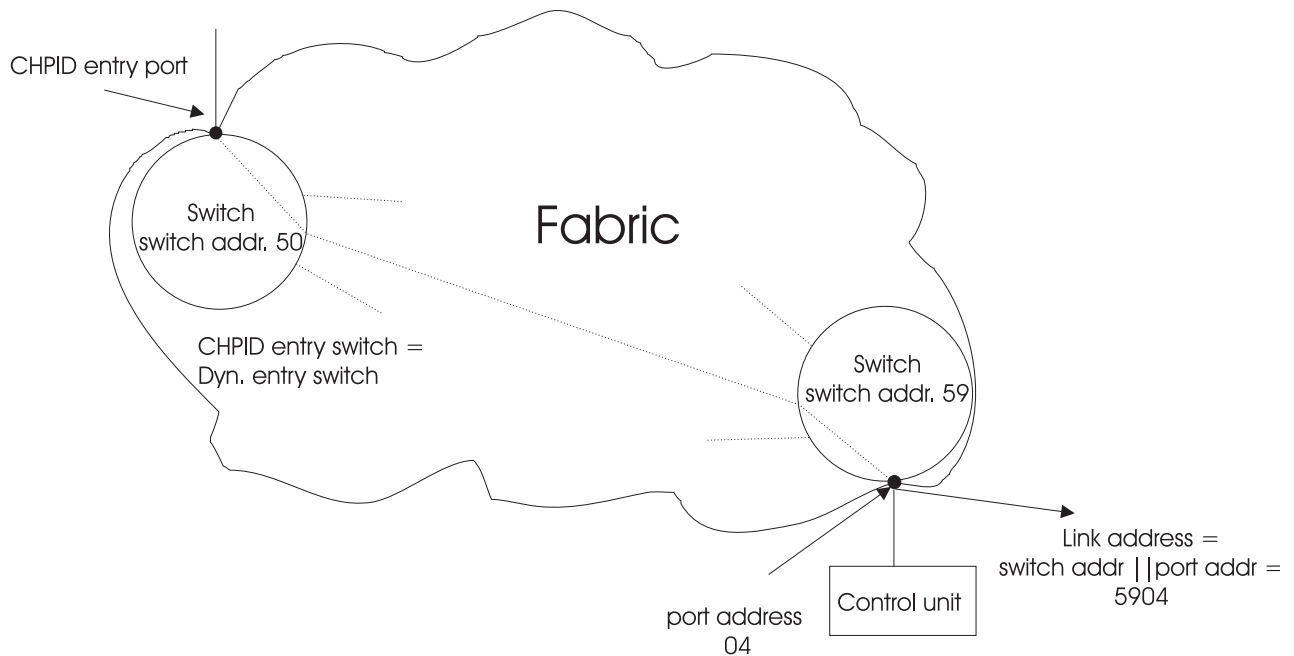 CHPID entry port
Fabric
Switch
switch addr. 50
CHPID entry switch =
Dyn. entry switch
Switch
switch addr. 59
Link address =
switch addr ||port addr =
5904
Control unit
port address
04